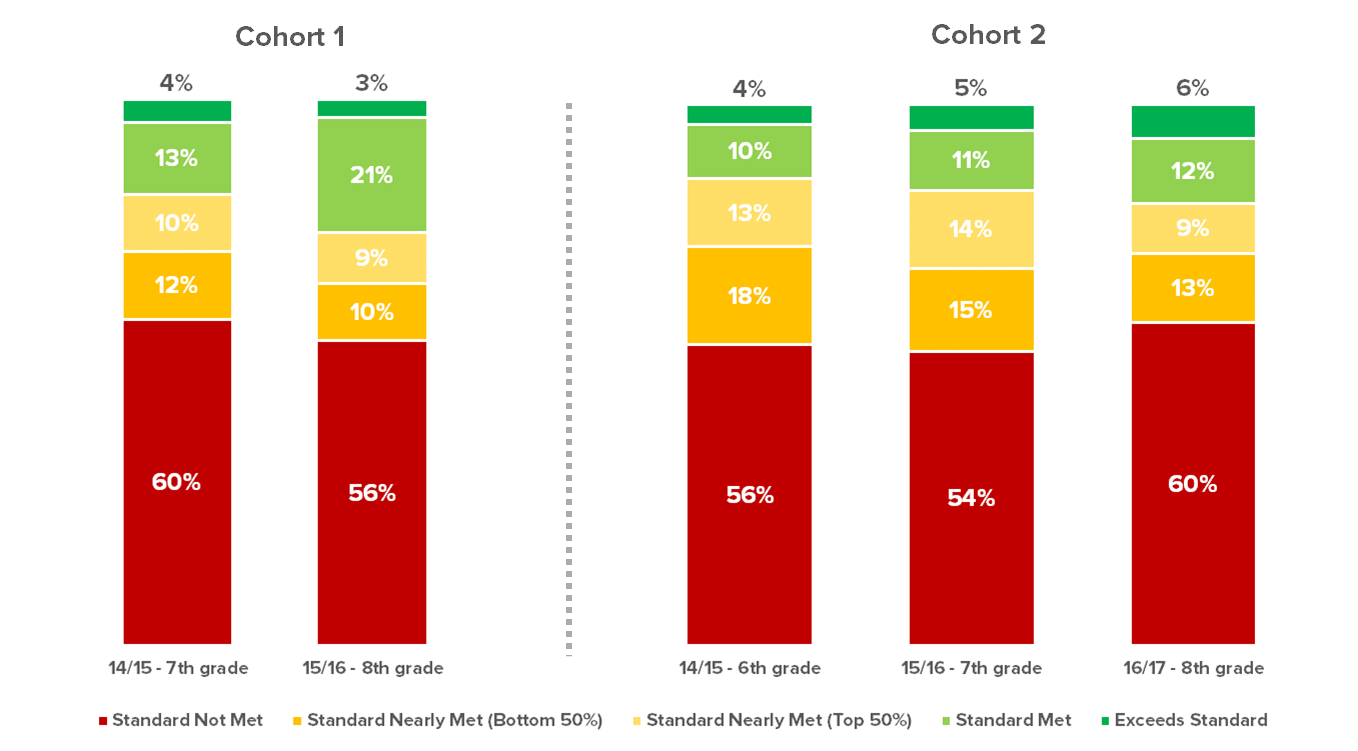 Cohort 1
Cohort 2
4%
3%
4%
5%
6%
13%
21%
10%
11%
12%
10%
9%
13%
14%
9%
12%
10%
18%
15%
13%
60%
56%
56%
54%
60%
14/15 - 7th grade
15/16 - 8th grade
14/15 - 6th grade
15/16 - 7th grade
16/17 - 8th grade
Standard Not Met
Standard Nearly Met (Bottom 50%)
Standard Nearly Met (Top 50%)
Standard Met
Exceeds Standard